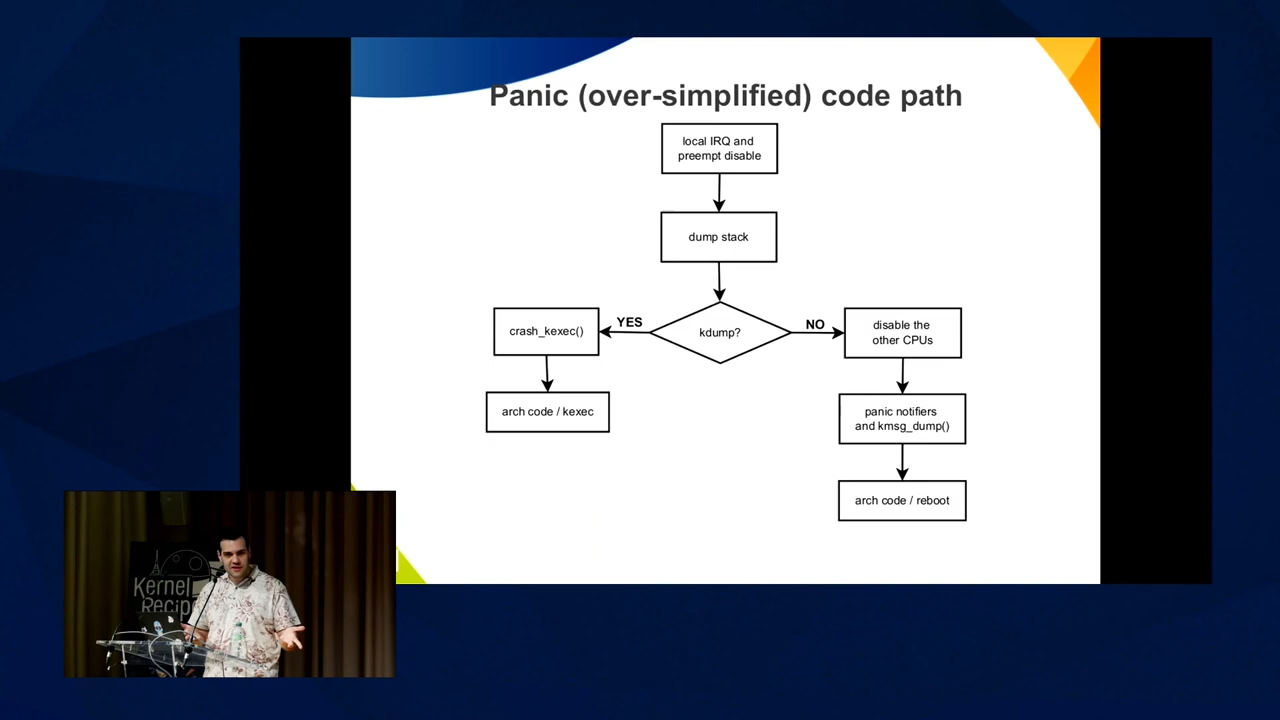 Panic (over-simplified) code path
local IRQ and
preempt disable
dump stack
YES
kdump?
NO
crash_kexec()
disable the
other CPUs
arch code / kexec
panic notifiers
and kmsg_dump()
arch code / reboot
Kernel